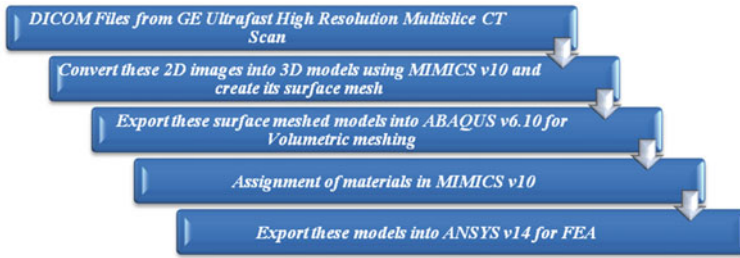 DICOM Files from GE Ultrafast High Resolution Multislice CT
Scan
Convert these 2D images into 3D models using MIMICS v10 and
create its surface mesh
Export these surface meshed models into ABAQUS v6.10 for
Volumetric meshing
Assignment of materials in MIMICS v10
Export these models into ANSYS v14 for FEA